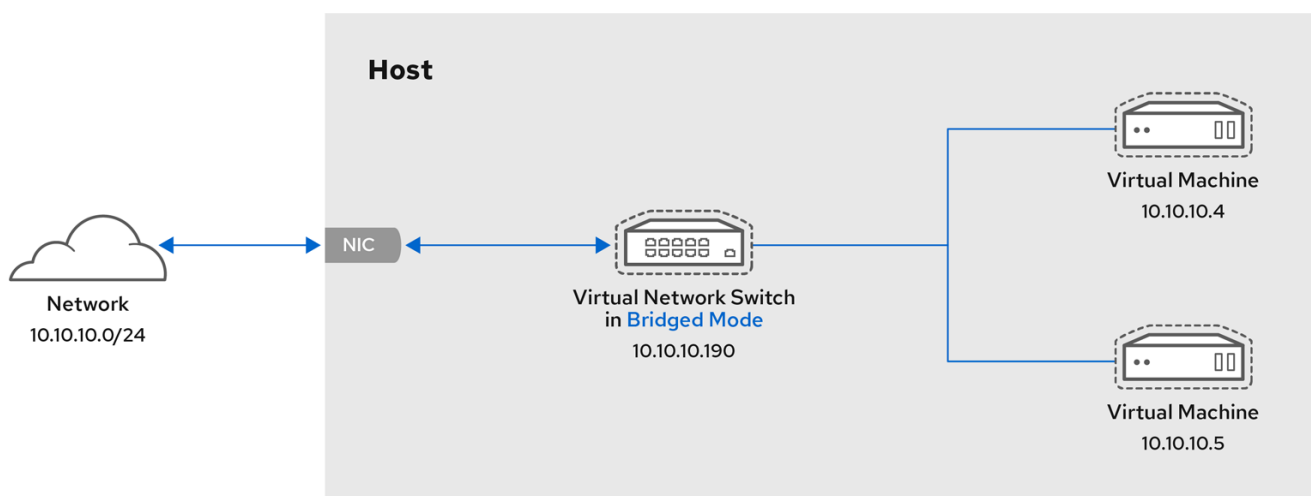 Host
NIC
Network
10.10.10.0/24
Virtual Network Switch
in Bridged Mode
10.10.10.190
Virtual Machine
10.10.10.4
Virtual Machine
10.10.10.5